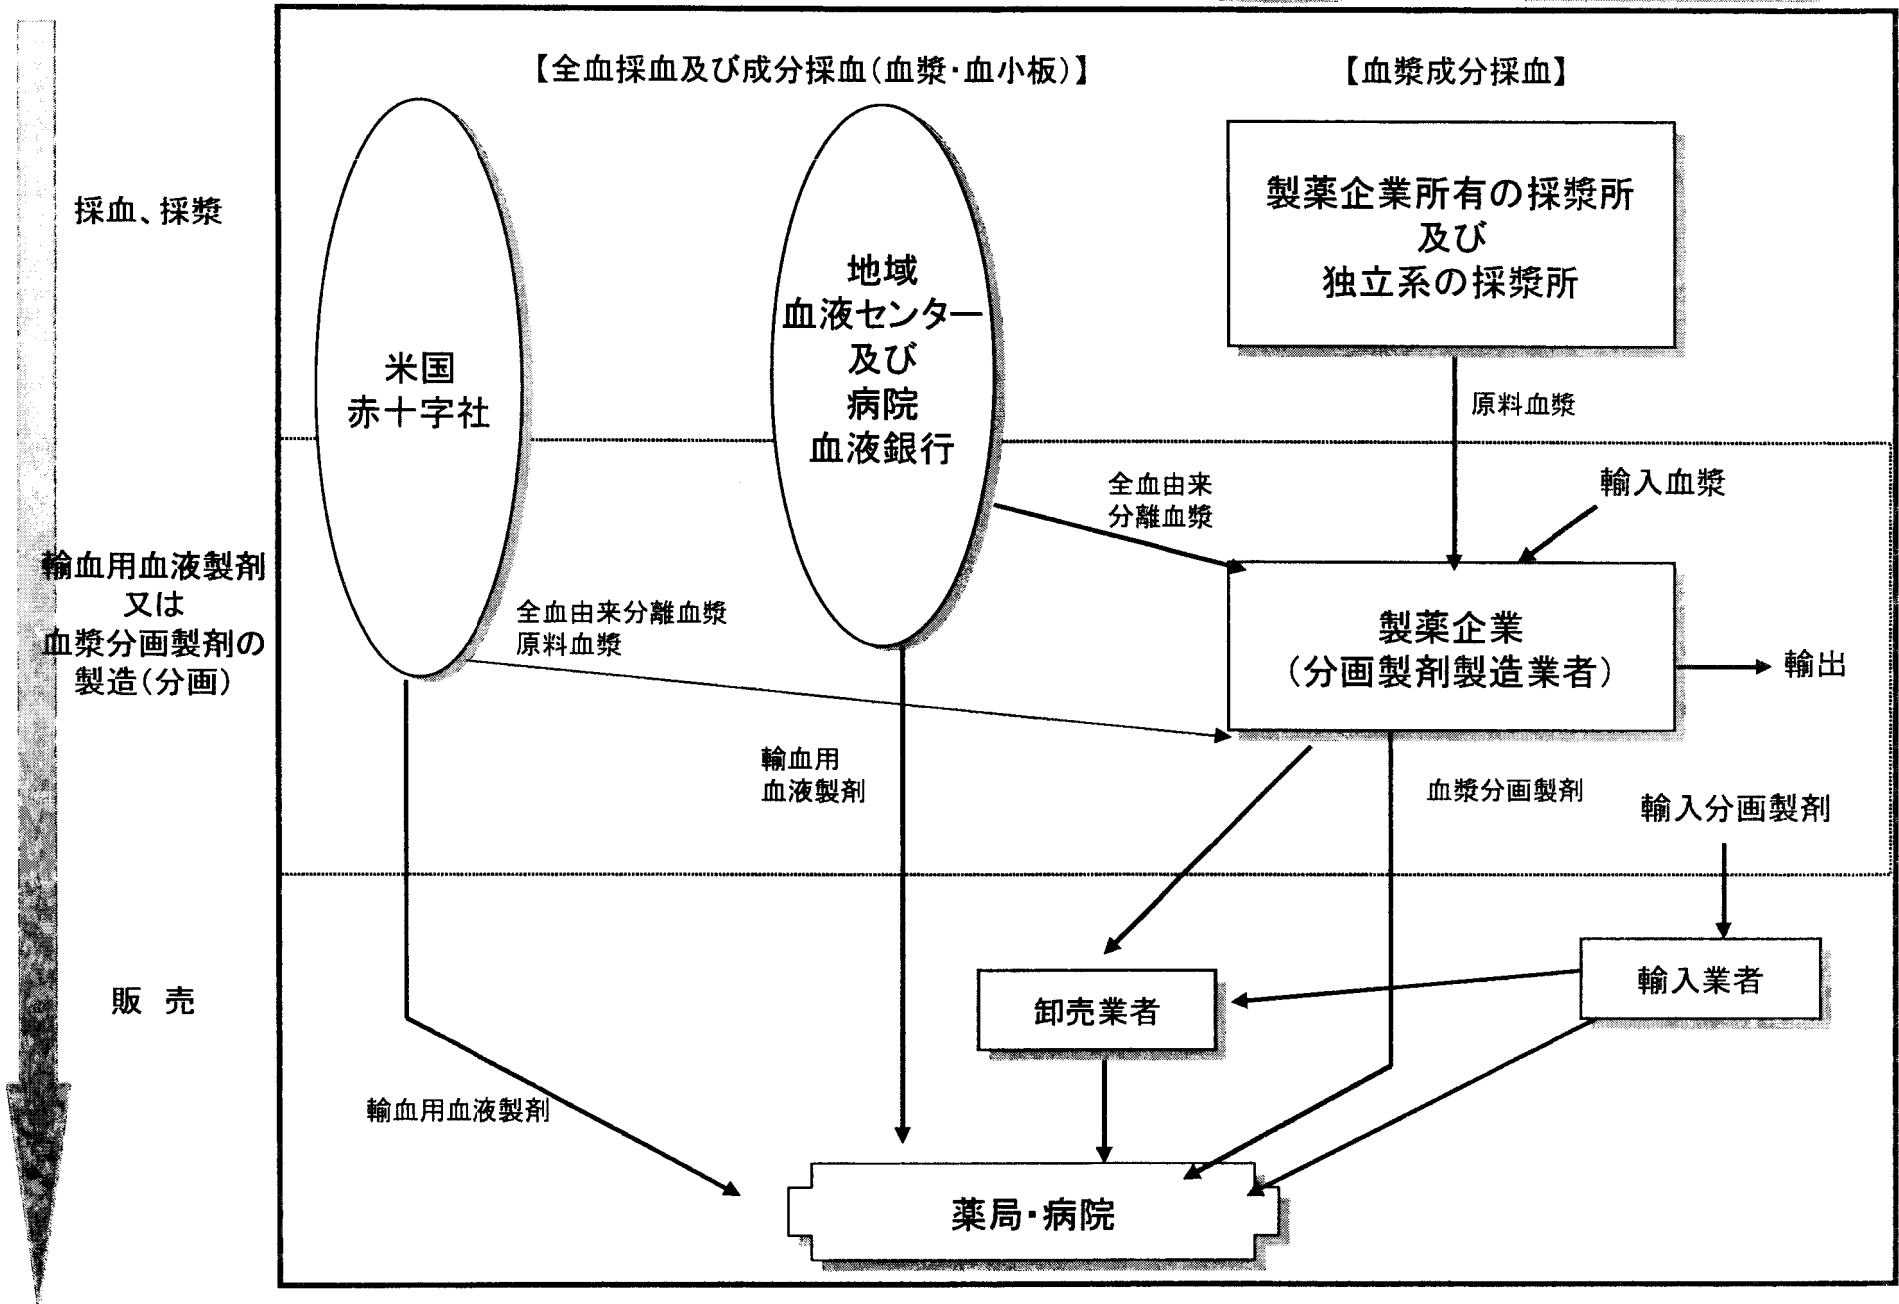 【全血採血及び成分採血(血漿・血小板)】
【血漿成分採血】
採血、採漿
製薬企業所有の採漿所
及び
独立系の採漿所
地域
血液センター
及び
病院
血液銀行
米国
赤十字社
原料血漿
全血由来
分離血漿
輸入血漿
輸血用血液製剤
又は
血漿分画製剤の
製造(分画)
全血由来分離血漿
原料血漿
製薬企業
(分画製剤製造業者)
輸出
輸血用
血液製剤
血漿分画製剤
輸入分画製剤
販 売
卸売業者
輸入業者
輸血用血液製剤
薬局・病院